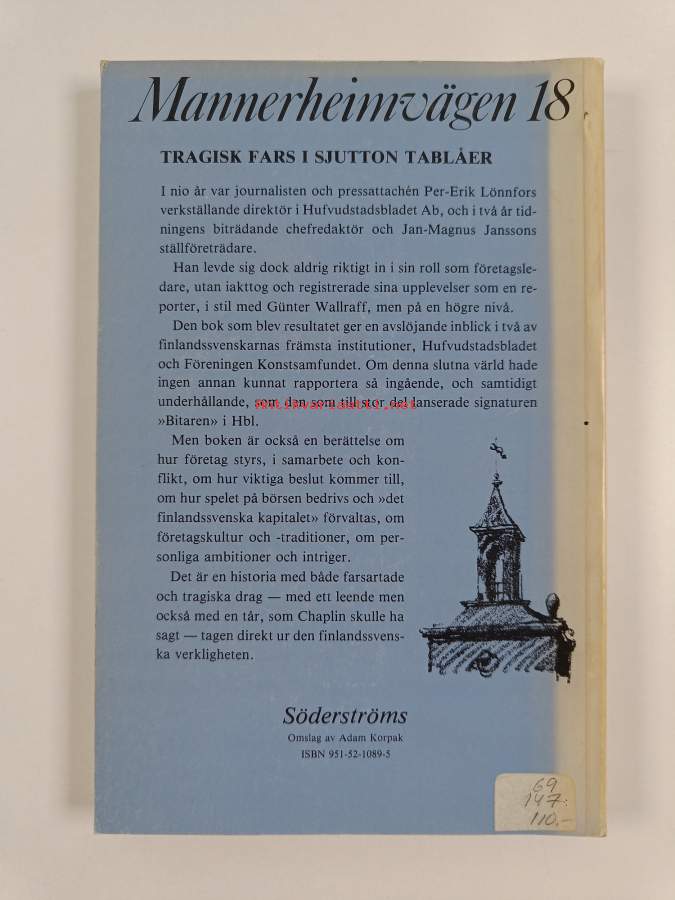 Mannerheimvägen 18
TRAGISK FARS I SJUTTON TABLÅER
I nio år var journalisten och pressattachén Per-Erik Lönnfors
verkställande direktör i Hufvudstadsbladet Ab, och i två år tid-
ningens biträdande chefredaktör och Jan-Magnus Janssons
ställföreträdare.
Han levde sig dock aldrig riktigt in i sin roll som företagsle-
dare, utan iakttog och registrerade sina upplevelser som en re-
porter, i stil med Günter Wallraff, men på en högre nivå.
Den bok som blev resultatet ger en avslöjande inblick i två av
finlandssvenskarnas främsta institutioner, Hufvudstadsbladet
och Föreningen Konstsamfundet. Om denna slutna värld hade
ingen annan kunnat rapportera så ingående, och samtidigt
underhållande, som den som till stor del lanserade signaturen
antikvariaatti.net
»Bitaren» i Hbl.
Men boken är också en berättelse om
hur företag styrs, i samarbete och kon-
flikt, om hur viktiga beslut kommer till,
om hur spelet på börsen bedrivs och »det
finlandssvenska kapitalet» förvaltas, om
företagskultur och -traditioner, om per-
sonliga ambitioner och intriger.
Det är en historia med både farsartade
och tragiska drag — med ett leende men
också med en tår, som Chaplin skulle ha
sagt — tagen direkt ur den finlandssvens-
ka verkligheten.
Söderströms
Omslag av Adam Korpak
ISBN 951-52-1089-5
69
147:
110.-